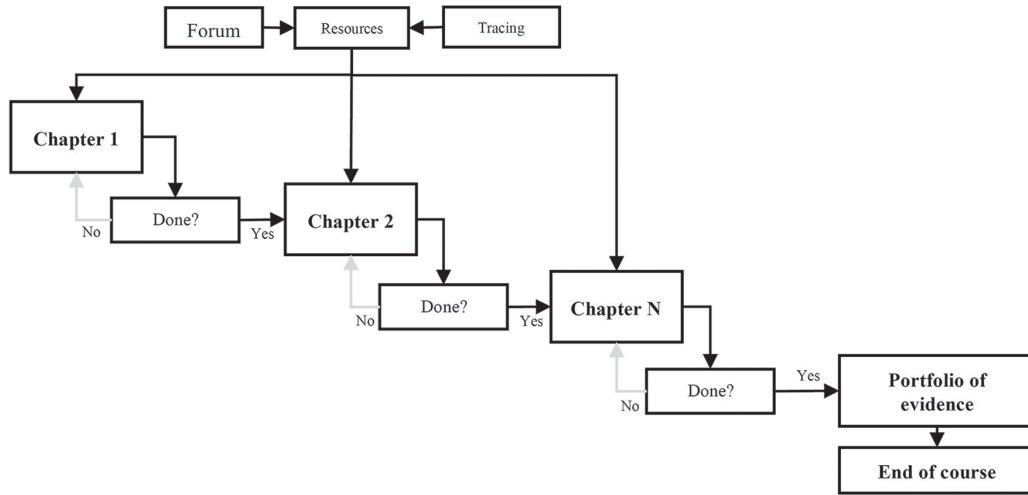 Forum
Resources
Tracing
Chapter 1
Done?
No
Yes
Chapter 2
Done?
No
Yes
Chapter N
Done?
No
Yes
Portfolio of
evidence
End of course